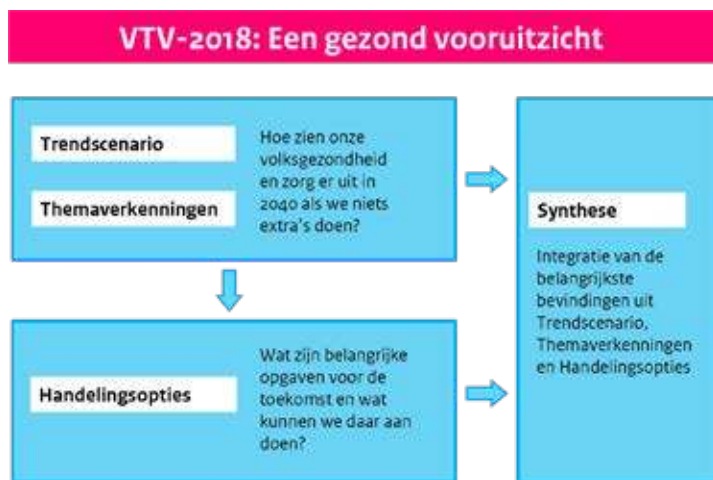 VTV-2018: Een gezond vooruitzicht
Trendscenario
Themaverkenningen
Hoe zien onze
volksgezondheid
en zorg er uit in
2040 als we niets
extra's doen?
Handelingsopties
Wat zijn belangrijke
opgaven voor de
toekomst en wat
kunnen we daar aan
doen?
Synthese
Integratie van de
belangrijkste
bevindingen uit
Trendscenario,
Themaverkenningen
en Handelingsopties